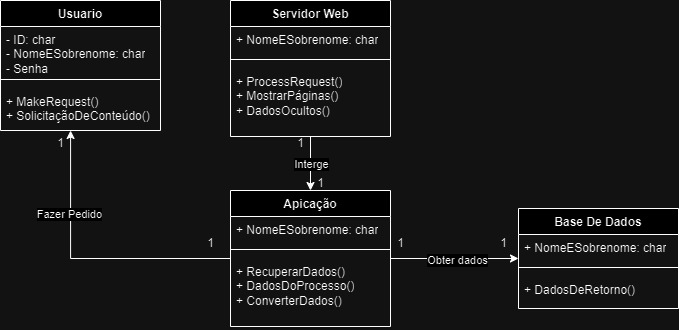 Usuario
- ID: char
- NomeESobrenome: char
- Senha
+ MakeRequest()
+ SolicitaçãoDeConteúdo()
Servidor Web
+ NomeESobrenome: char
+ ProcessRequest()
+ MostrarPáginas()
+ DadosOcultos()
1
1
Interge
1
Fazer Pedido
Apicação
+ NomeESobrenome: char
+ RecuperarDados()
+ DadosDoProcesso()
+ ConverterDados()
1
1
Obter dados
1
Base De Dados
+ NomeESobrenome: char
+ DadosDeRetorno()